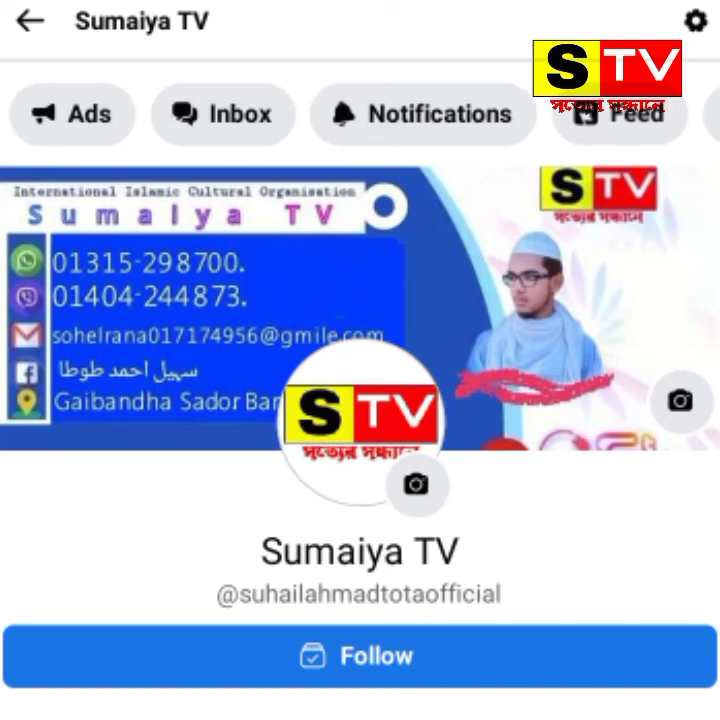 Sumaiya TV
STV
সত্যের সন্ধানে
Ads
Inbox
Notifications
Feed
International Islamic Cultural Organisation
Sumaiya TV
01315-298700.
01404-244873.
sohelrana017174956@gmile.com
سہیل احمد طوطا
Gaibandha Sador Ban
STV
সত্যের সন্ধানে
STV
সত্যের সন্ধানে
Sumaiya TV
@suhailahmadtotaofficial
Follow